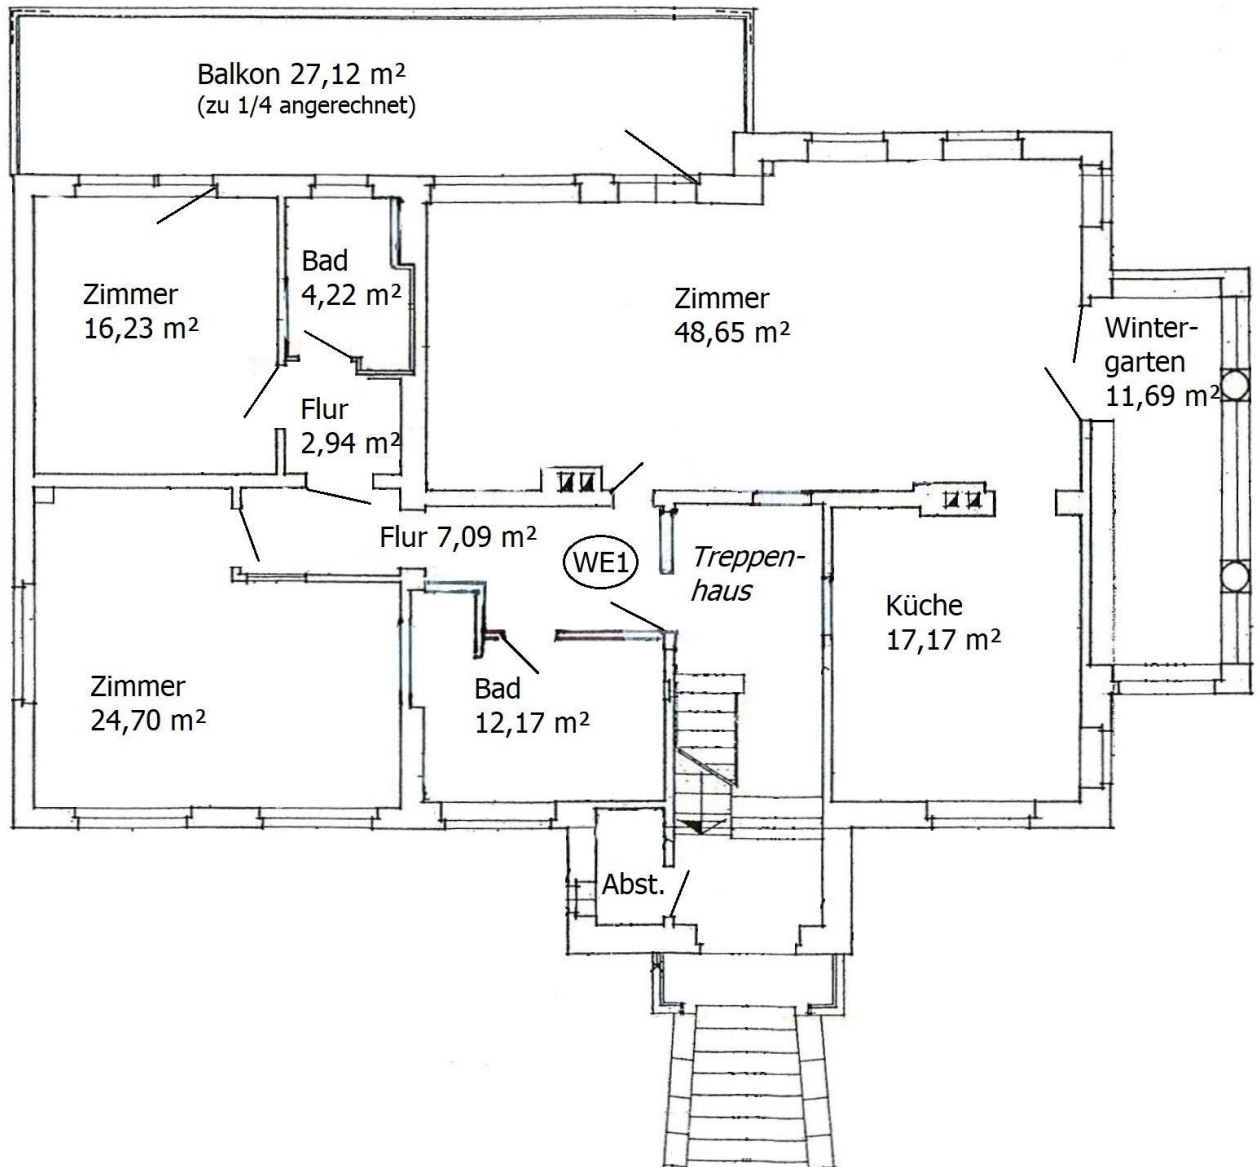 Balkon 27,12 m²
(zu 1/4 angerechnet)
Bad
4,22 m²
Zimmer
16,23 m²
Zimmer
48,65 m²
Winter-
garten
11,69 m²
Flur
2,94 m²
Flur 7,09 m²
WE1
Treppen-
haus
Küche
17,17 m²
Zimmer
24,70 m²
Bad
12,17 m²
Abst.